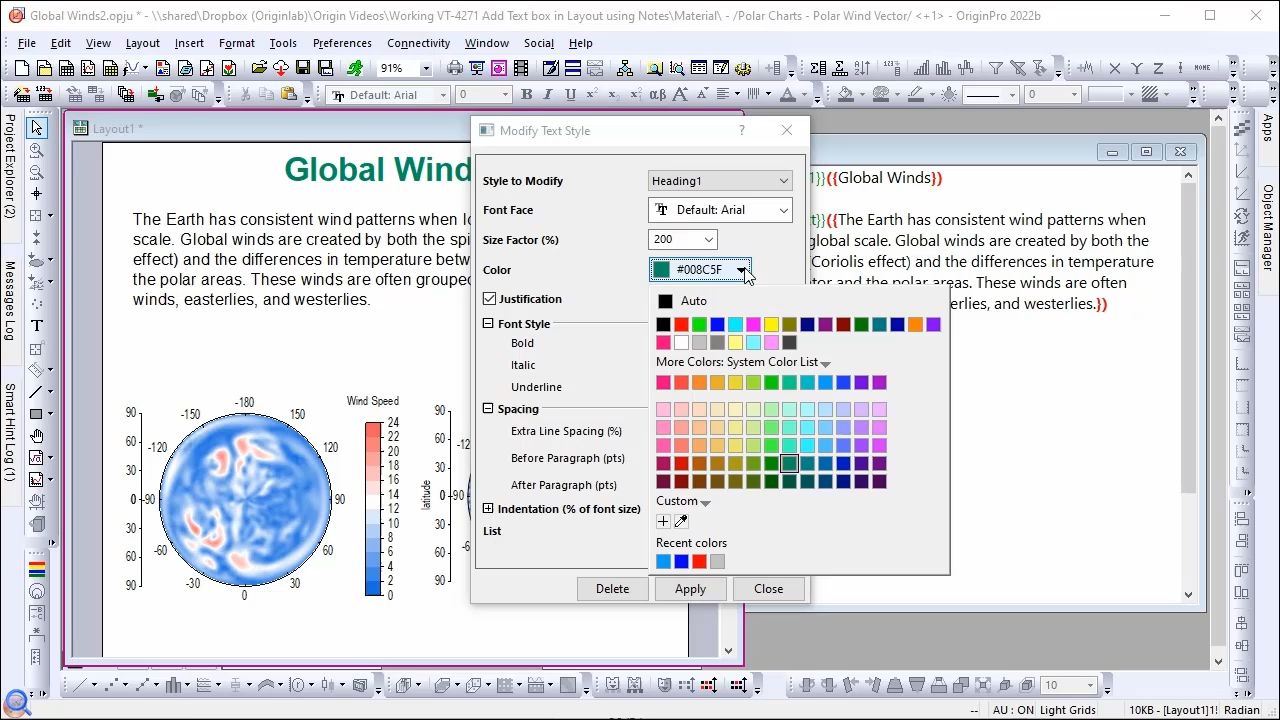 Global Winds2.opju * - \\shared\Dropbox (Originlab)\Origin Videos\Working VT-4271 Add Text box in Layout using Notes\Material\ - /Polar Charts - Polar Wind Vector/ <+1> - OriginPro 2022b
File Edit View Layout Insert Format Tools Preferences Connectivity Window Social Help
91%
HOME
Default: Arial 0 B I U αβ A A 0
Project Explorer (2)
Messages Log
Smart Hint Log (1)
Apps
Object Manager
Layout1 *
Global Wind
The Earth has consistent wind patterns when lo
scale. Global winds are created by both the spi
effect) and the differences in temperature betw
the polar areas. These winds are often grouped
winds, easterlies, and westerlies.
Wind Speed
-180
-150 150
-120 120
-90 90
-60 60
-30 30
0
90
60
30
0
30
60
90
24
22
20
18
16
14
12
10
8
6
4
2
0
latitude
90
60
30
0
30
60
90
Modify Text Style
?
Style to Modify Heading1
Font Face Default: Arial
Size Factor (%) 200
Color #008C5F
Justification
Font Style
Bold
Italic
Underline
Spacing
Extra Line Spacing (%)
Before Paragraph (pts)
After Paragraph (pts)
Indentation (% of font size)
List
Delete Apply Close
Auto
More Colors: System Color List
Custom
Recent colors
1}}({Global Winds})
t}({The Earth has consistent wind patterns when
global scale. Global winds are created by both the
(Coriolis effect) and the differences in temperature
tor and the polar areas. These winds are often
erlies, and westerlies.})
10
-- AU : ON Light Grids 10KB - [Layout1]1! Radian